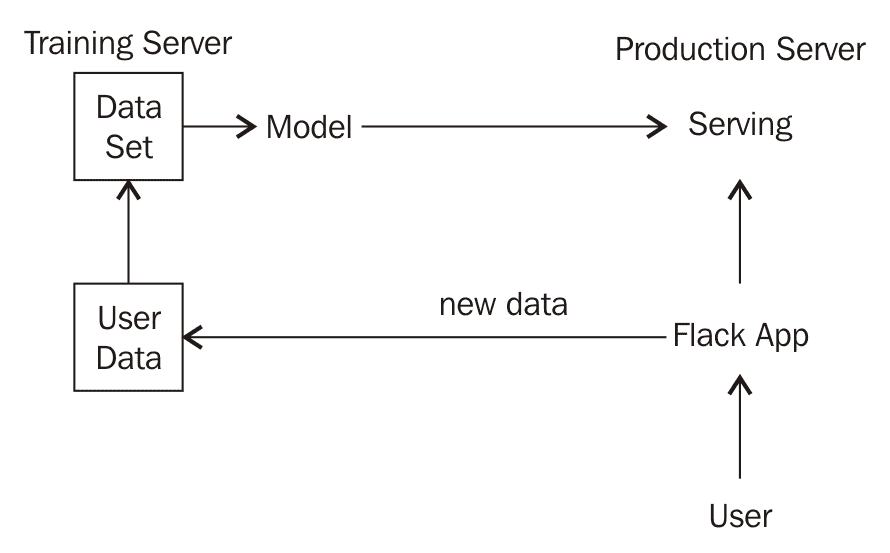 Training Server
Production Server
Data
Set
Model
Serving
new data
User
Data
Flack App
User